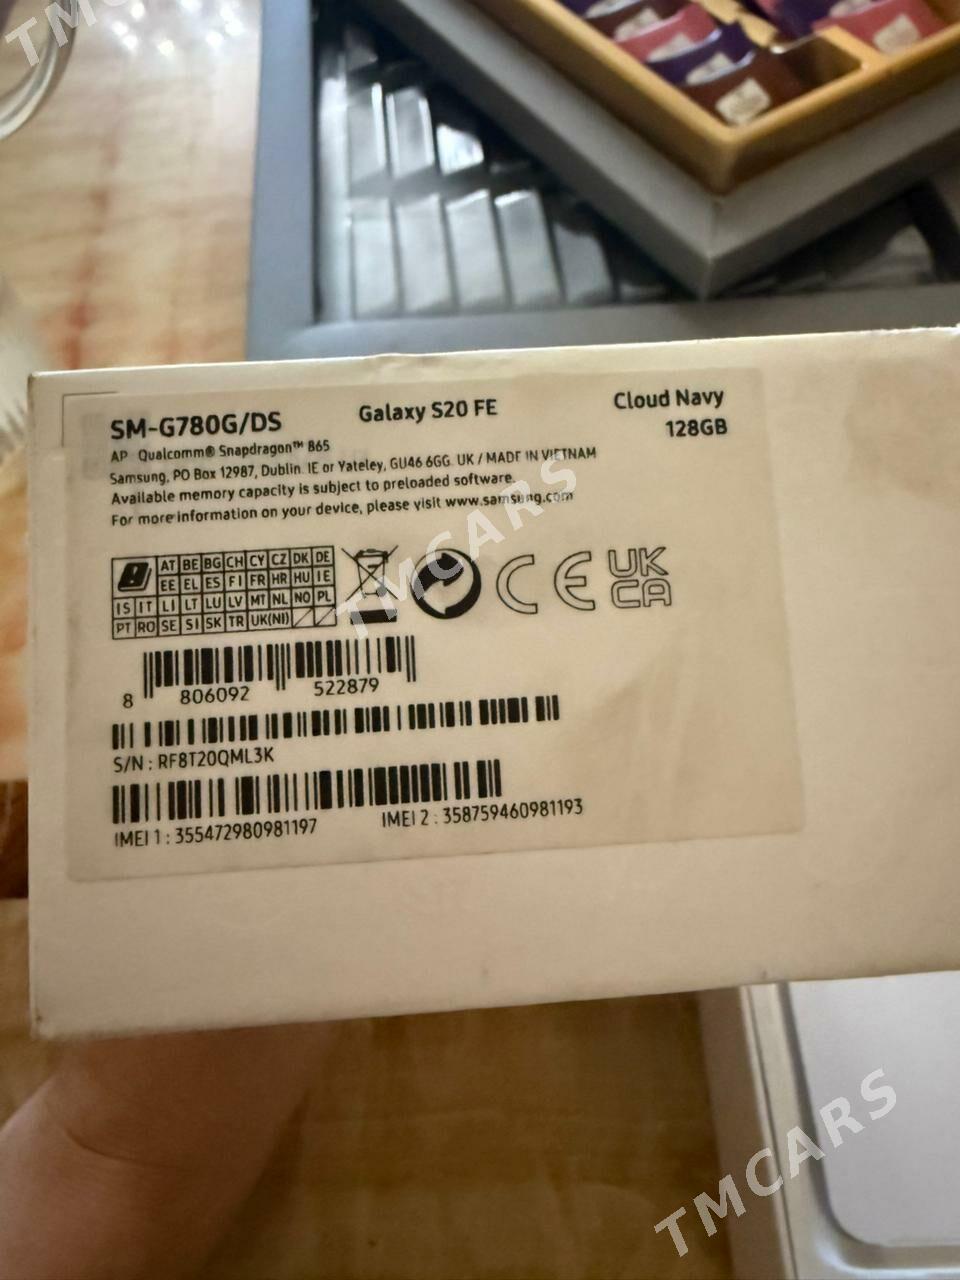 SM-G780G/DS Galaxy S20 FE Cloud Navy
AP Qualcomm® Snapdragon™ 865 128GB
Samsung, PO Box 12987, Dublin. IE or Yateley, GU46 6GG. UK / MADE IN VIETNAM
Available memory capacity is subject to preloaded software.
For more information on your device, please visit www.samsung.com
AT BE BG CH CY CZ DK DE
EE EL ES FI FR HR HU IE
IS IT LI LT LU LV MT NL NO PL
PT RO SE SI SK TR UK(NI)
CE UK CA
8 806092 522879
S/N : RF8T20QML3K
IMEI 1 : 355472980981197 IMEI 2 : 358759460981193
TMCARS
TMCARS